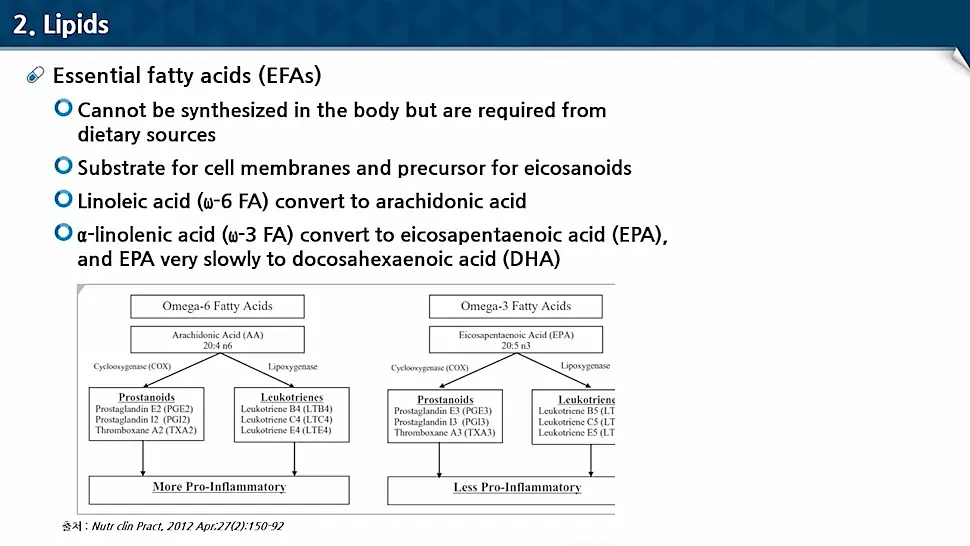 2. Lipids
Essential fatty acids (EFAs)
Cannot be synthesized in the body but are required from
dietary sources
Substrate for cell membranes and precursor for eicosanoids
Linoleic acid (ω-6 FA) convert to arachidonic acid
α-linolenic acid (ω-3 FA) convert to eicosapentaenoic acid (EPA),
and EPA very slowly to docosahexaenoic acid (DHA)
Omega-6 Fatty Acids
Arachidonic Acid (AA)
20:4 n6
Cyclooxygenase (COX)
Lipoxygenase
Prostanoids
Prostaglandin E2 (PGE2)
Prostaglandin I2 (PGI2)
Thromboxane A2 (TXA2)
Leukotrienes
Leukotriene B4 (LTB4)
Leukotriene C4 (LTC4)
Leukotriene E4 (LTE4)
More Pro-Inflammatory
Omega-3 Fatty Acids
Eicosapentaenoic Acid (EPA)
20:5 n3
Cyclooxygenase (COX)
Lipoxygenase
Prostanoids
Prostaglandin E3 (PGE3)
Prostaglandin I3 (PGI3)
Thromboxane A3 (TXA3)
Leukotriene
Leukotriene B5 (LT
Leukotriene C5 (LT
Leukotriene E5 (LT
Less Pro-Inflammatory
출처 : Nutr clin Pract, 2012 Apr;27(2):150-92